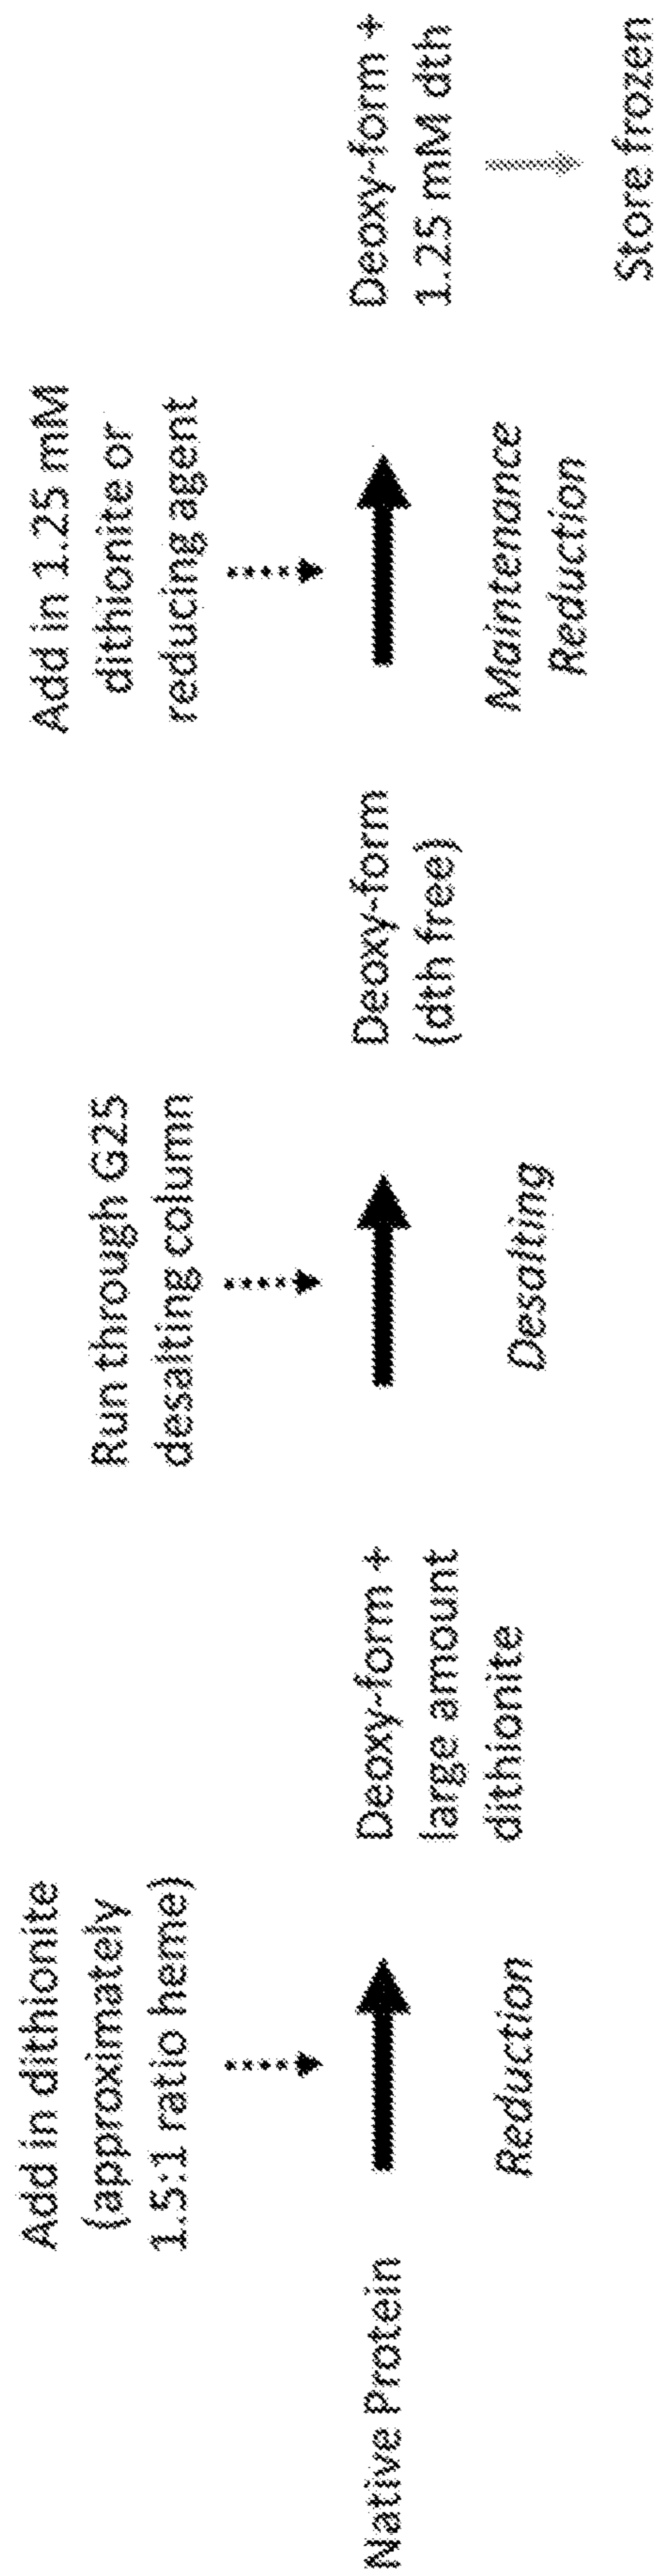 Native Protein
Add in dithionite
(approximately
1.5:1 ratio heme)
Reduction
Deoxy-form +
large amount
dithionite
Run through G25
desalting column
Desalting
Deoxy-form
(dth free)
Add in 1.25 mM
dithionite or
reducing agent
Maintenance
Reduction
Deoxy-form +
1.25 mM dth
Store frozen